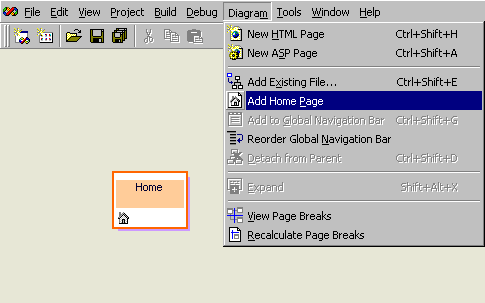 File Edit View Project Build Debug Diagram Tools Window Help
New HTML Page Ctrl+Shift+H
New ASP Page Ctrl+Shift+A
Add Existing File... Ctrl+Shift+E
Add Home Page
Add to Global Navigation Bar Ctrl+Shift+G
Reorder Global Navigation Bar
Detach from Parent Ctrl+Shift+D
Expand Shift+Alt+X
View Page Breaks
Recalculate Page Breaks
Home